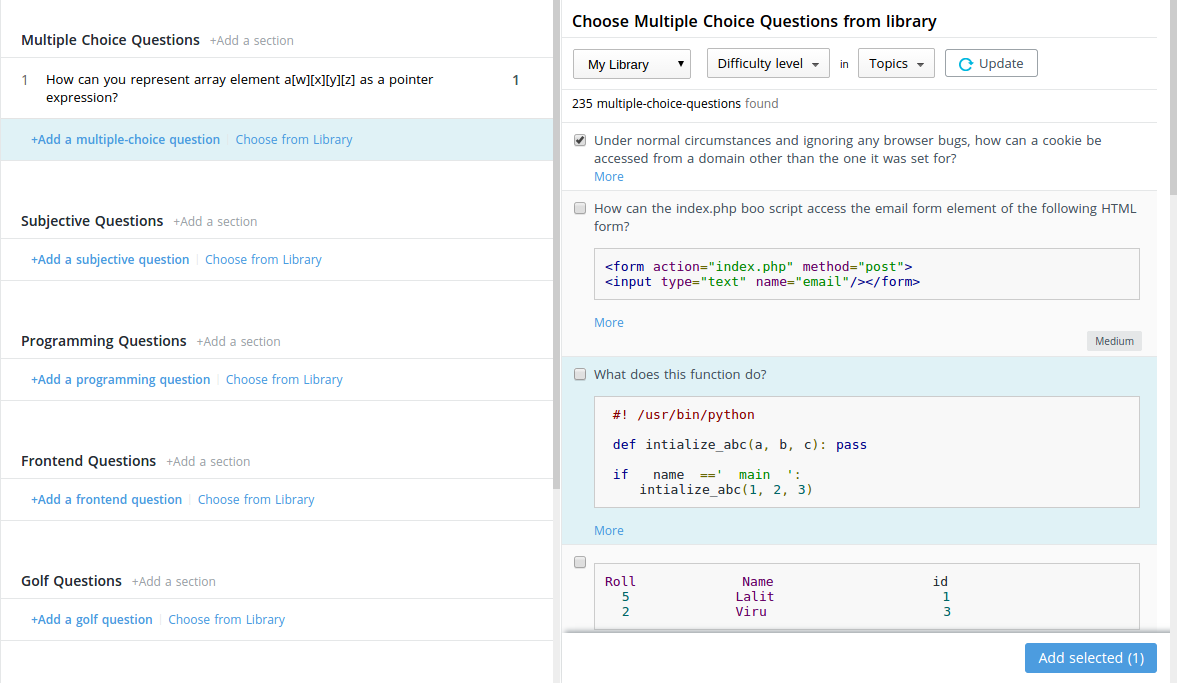 Multiple Choice Questions +Add a section
1 How can you represent array element a[w][x][y][z] as a pointer 1
expression?
+Add a multiple-choice question Choose from Library
Subjective Questions +Add a section
+Add a subjective question Choose from Library
Programming Questions +Add a section
+Add a programming question Choose from Library
Frontend Questions +Add a section
+Add a frontend question Choose from Library
Golf Questions +Add a section
+Add a golf question Choose from Library
Choose Multiple Choice Questions from library
My Library Difficulty level in Topics Update
235 multiple-choice-questions found
Under normal circumstances and ignoring any browser bugs, how can a cookie be
accessed from a domain other than the one it was set for?
More
How can the index.php boo script access the email form element of the following HTML
form?
<form action="index.php" method="post">
<input type="text" name="email"/></form>
More
Medium
What does this function do?
#! /usr/bin/python
def intialize_abc(a, b, c): pass
if   name  =='  main  ':
intialize_abc(1, 2, 3)
More
Roll Name id
5 Lalit 1
2 Viru 3
Add selected (1)